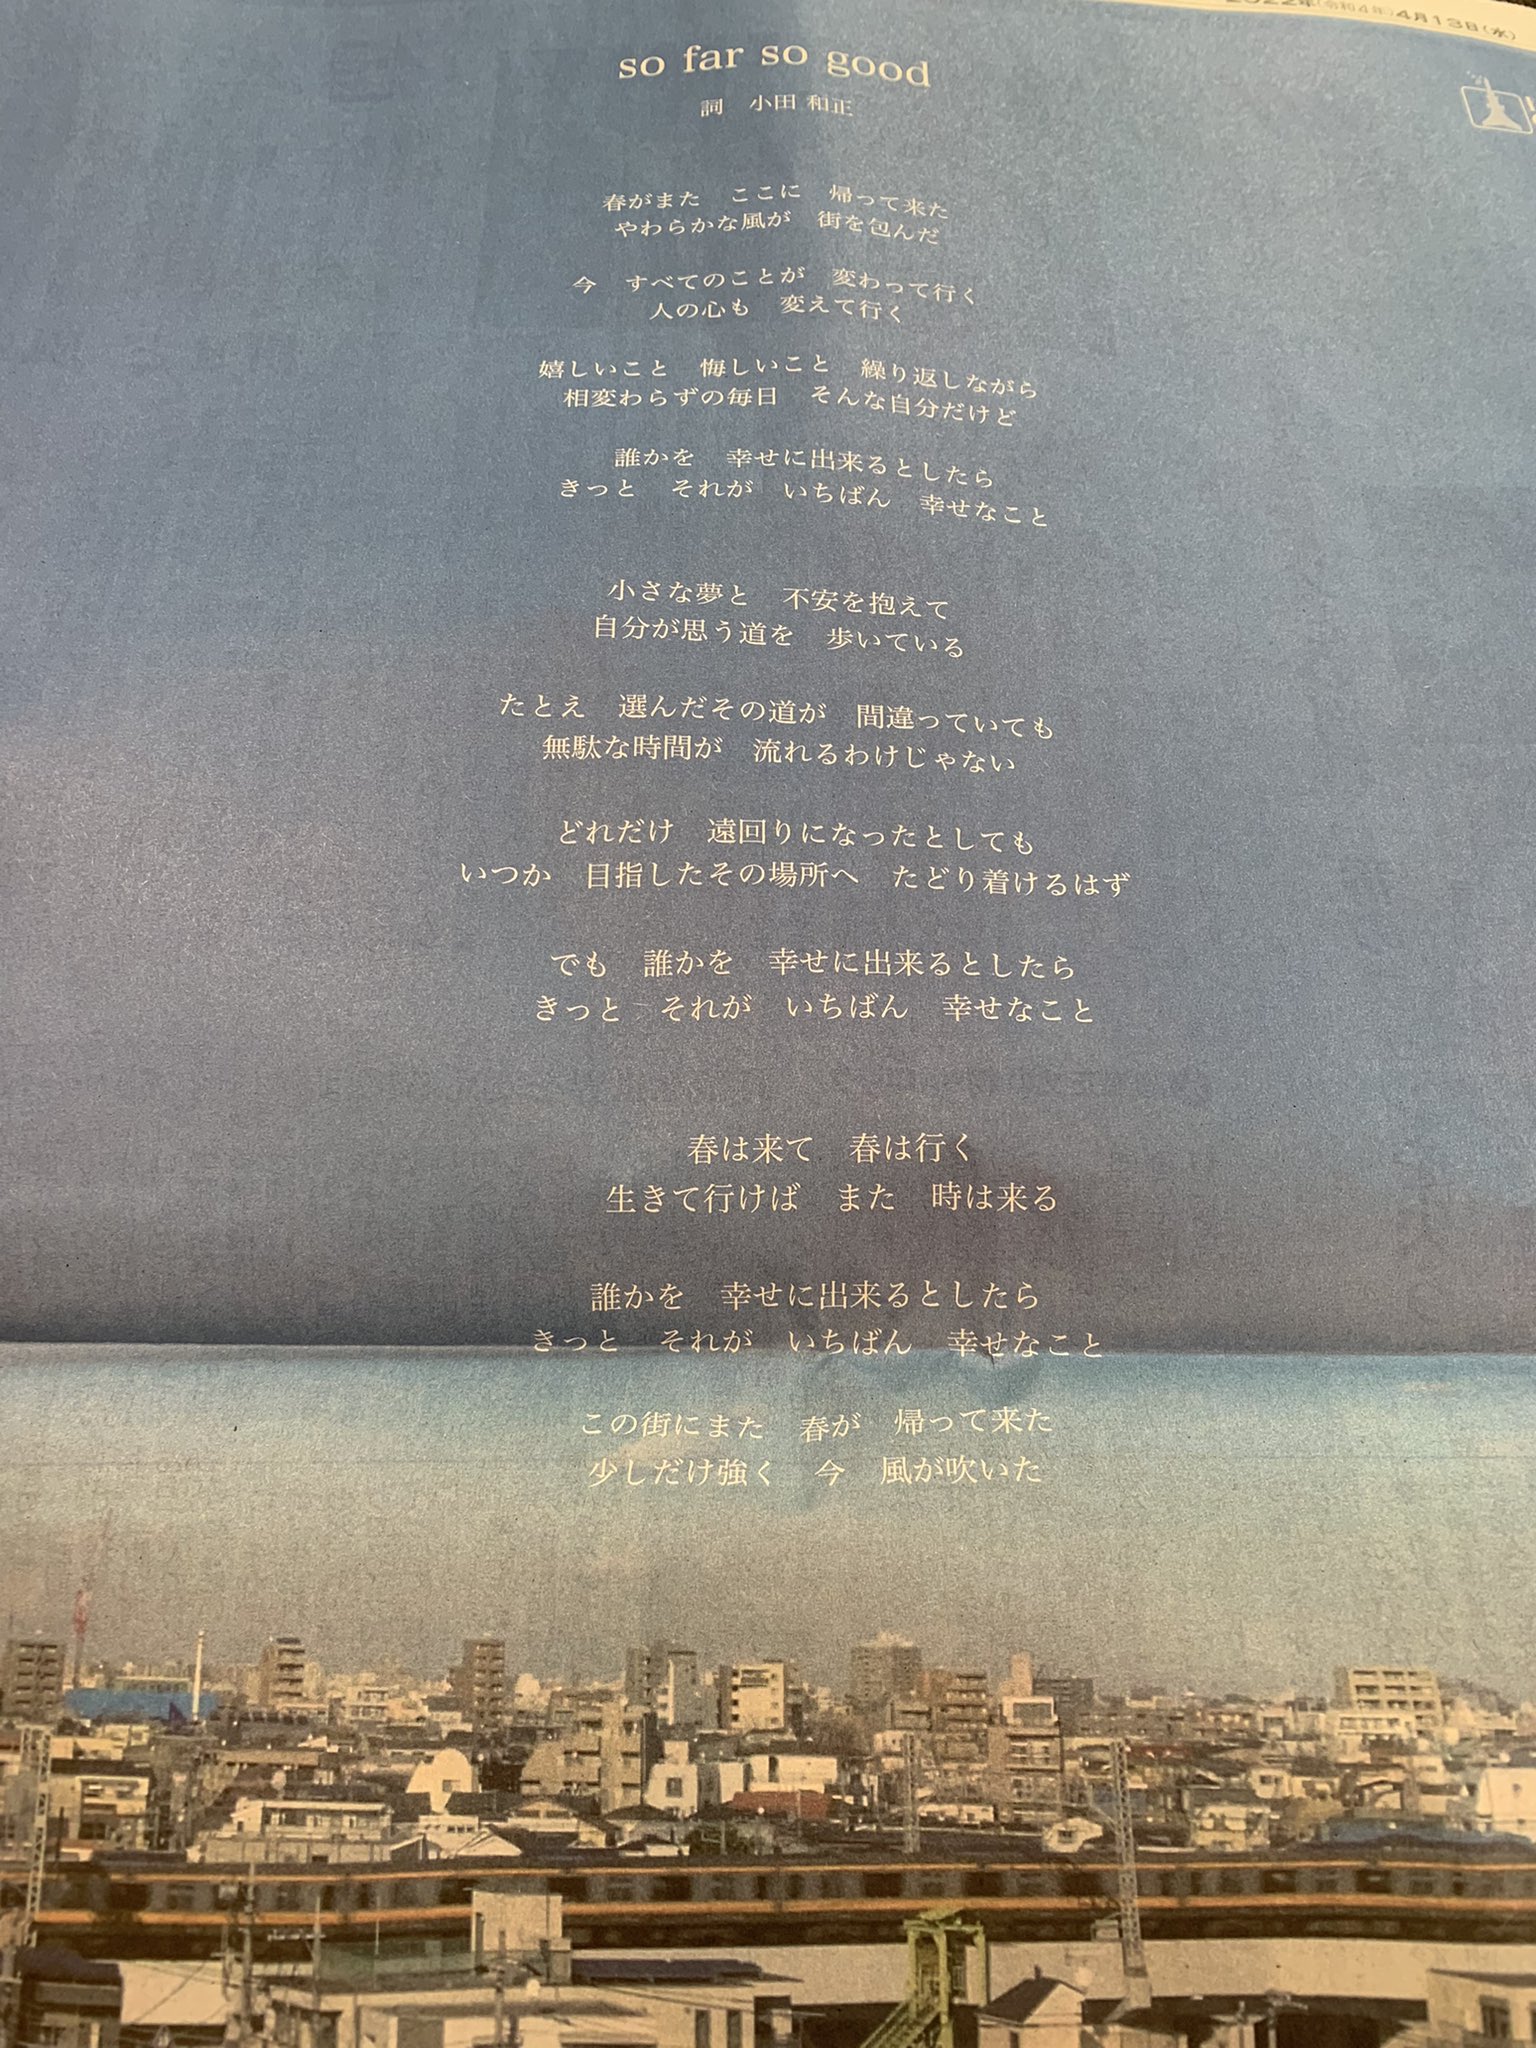 2022年(令和4年)4月13日(水)
so far so good
詞　小田 和正
春がまた　ここに　帰って来た
やわらかな風が　街を包んだ
今　すべてのことが　変わって行く
人の心も　変えて行く
嬉しいこと　悔しいこと　繰り返しながら
相変わらずの毎日　そんな自分だけど
誰かを　幸せに出来るとしたら
きっと　それが　いちばん　幸せなこと
小さな夢と　不安を抱えて
自分が思う道を　歩いている
たとえ　選んだその道が　間違っていても
無駄な時間が　流れるわけじゃない
どれだけ　遠回りになったとしても
いつか　目指したその場所へ　たどり着けるはず
でも　誰かを　幸せに出来るとしたら
きっと　それが　いちばん　幸せなこと
春は来て　春は行く
生きて行けば　また　時は来る
誰かを　幸せに出来るとしたら
きっと　それが　いちばん　幸せなこと
この街にまた　春が　帰って来た
少しだけ強く　今　風が吹いた